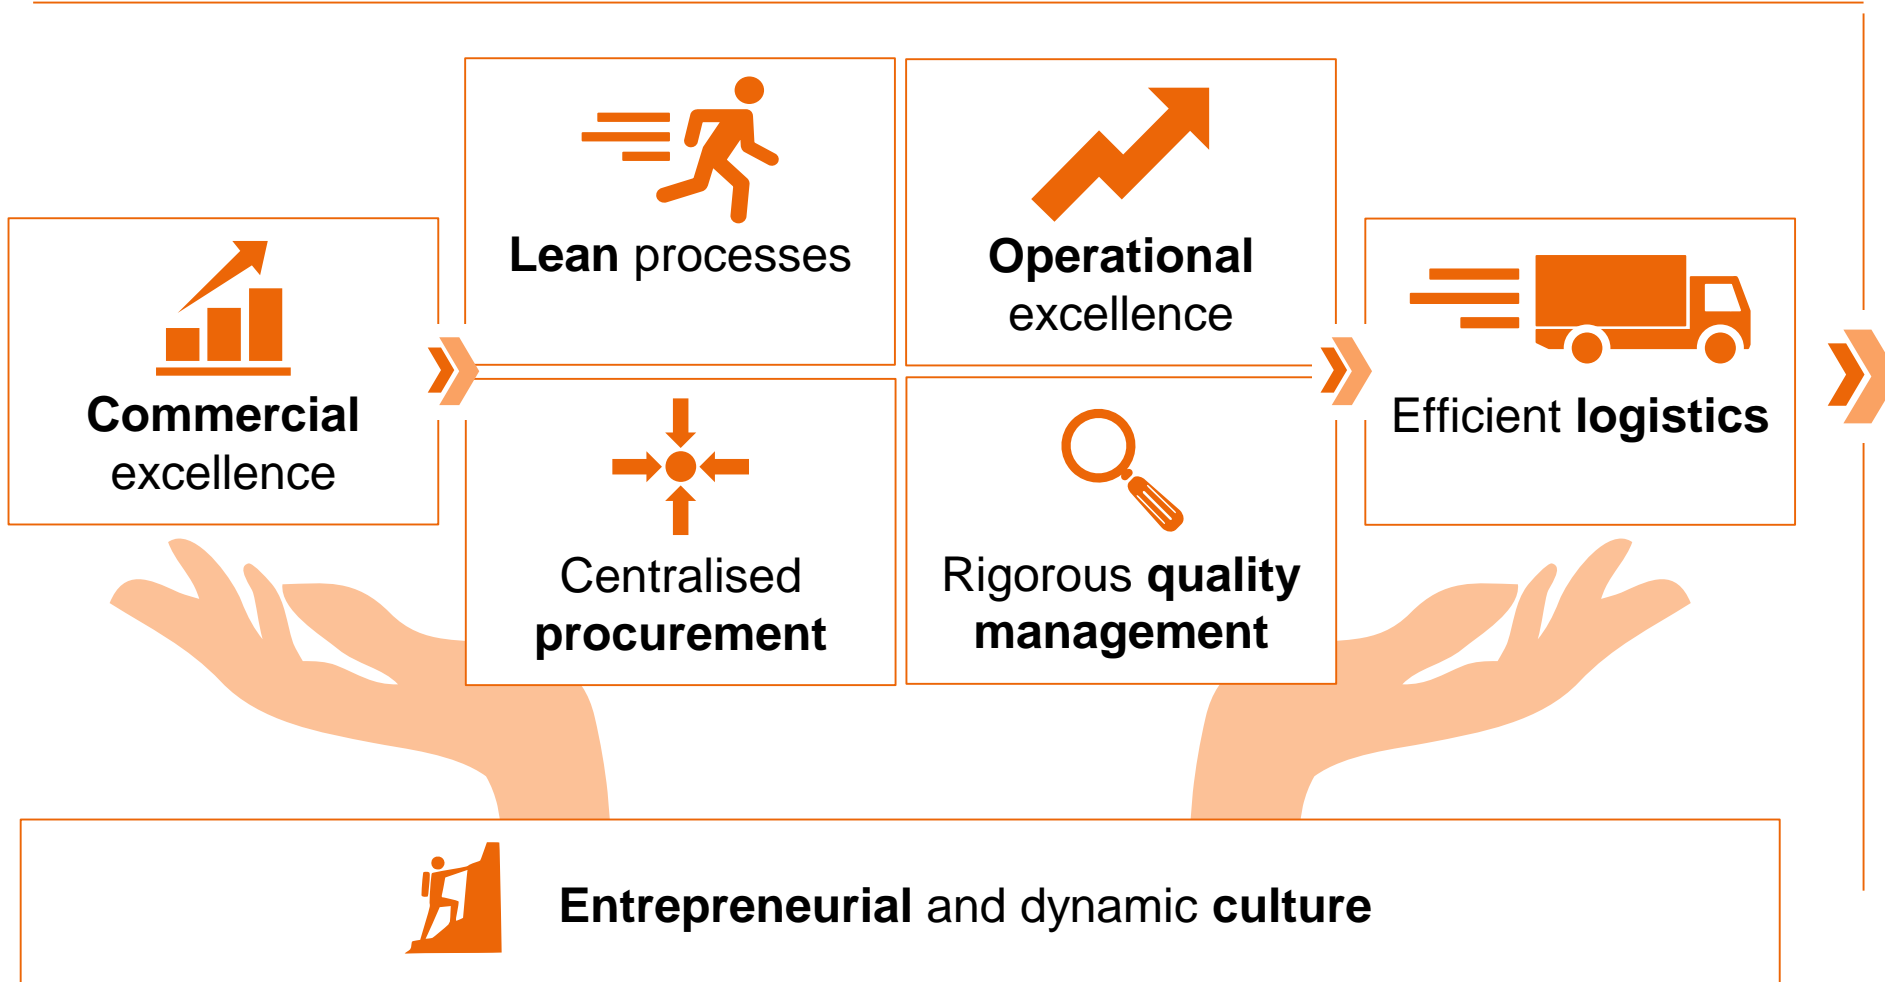 Commercial
excellence
Lean processes
Operational
excellence
Centralised
procurement
Rigorous quality
management
Efficient logistics
Entrepreneurial and dynamic culture